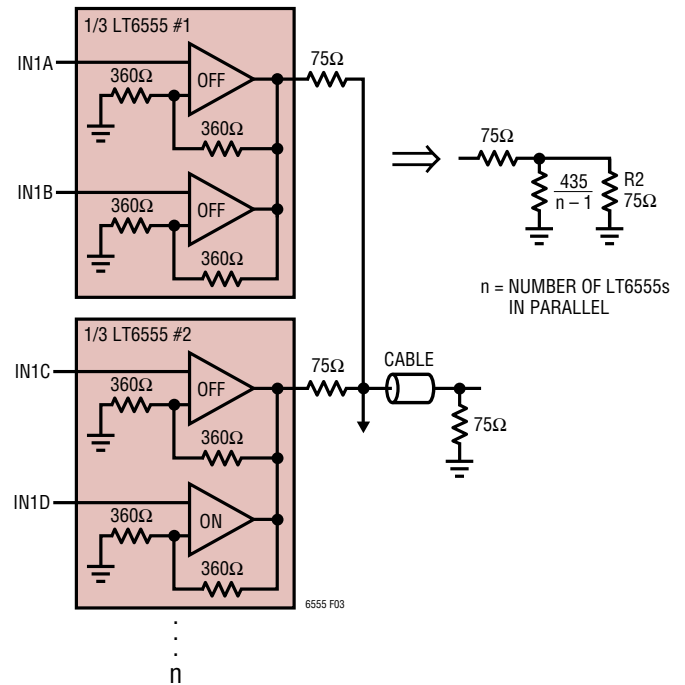 1/3 LT6555 #1
IN1A
360Ω
OFF
75Ω
360Ω
IN1B
360Ω
OFF
360Ω
75Ω
435
n – 1
R2
75Ω
n = NUMBER OF LT6555s
IN PARALLEL
1/3 LT6555 #2
IN1C
360Ω
OFF
75Ω
CABLE
360Ω
75Ω
IN1D
360Ω
ON
360Ω
6555 F03
n